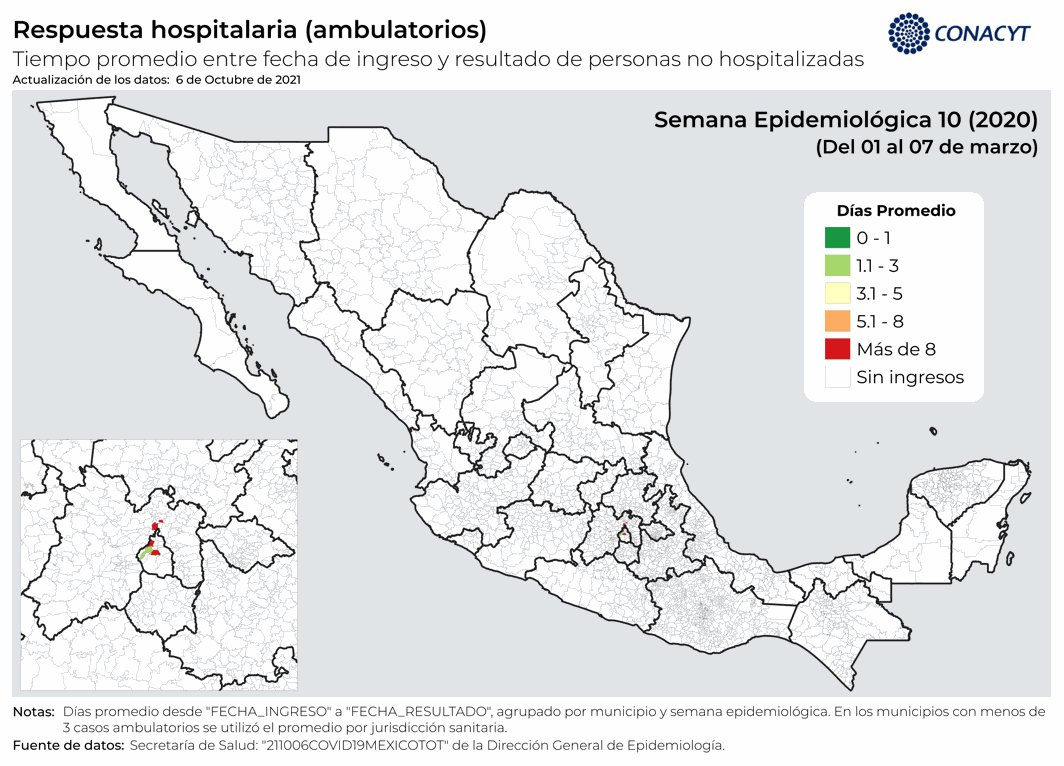 Respuesta hospitalaria (ambulatorios)
Tiempo promedio entre fecha de ingreso y resultado de personas no hospitalizadas
Actualización de los datos: 6 de Octubre de 2021
CONACYT
Semana Epidemiológica 10 (2020)
(Del 01 al 07 de marzo)
Días Promedio
0 - 1
1.1 - 3
3.1 - 5
5.1 - 8
Más de 8
Sin ingresos
Notas: Días promedio desde "FECHA_INGRESO" a "FECHA_RESULTADO", agrupado por municipio y semana epidemiológica. En los municipios con menos de
3 casos ambulatorios se utilizó el promedio por jurisdicción sanitaria.
Fuente de datos: Secretaría de Salud: "211006COVID19MEXICOTOT" de la Dirección General de Epidemiología.